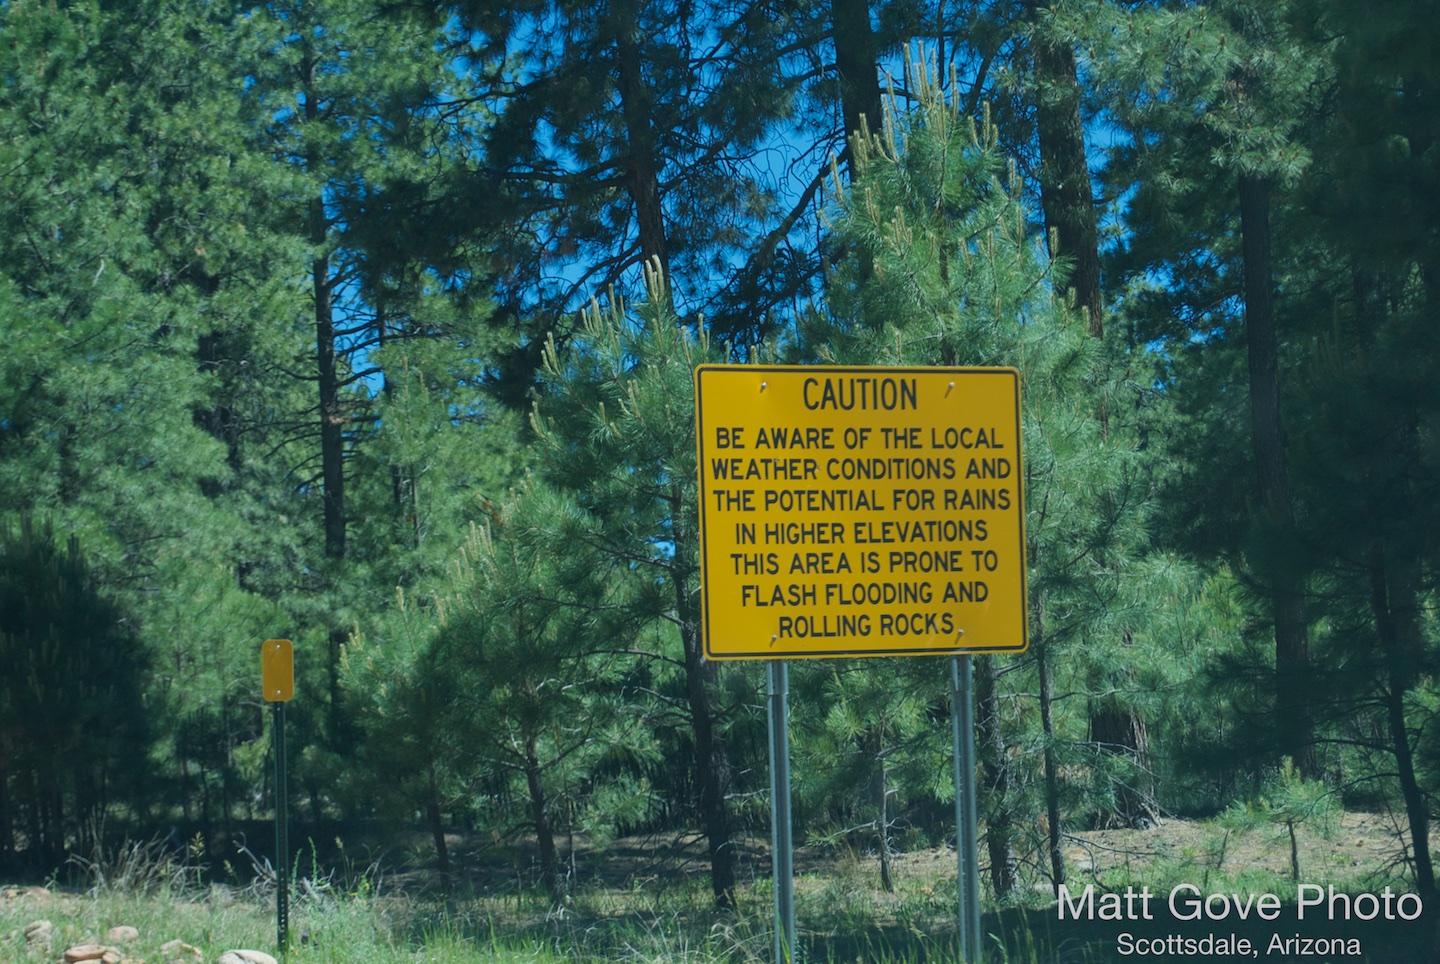 CAUTION
BE AWARE OF THE LOCAL
WEATHER CONDITIONS AND
THE POTENTIAL FOR RAINS
IN HIGHER ELEVATIONS
THIS AREA IS PRONE TO
FLASH FLOODING AND
ROLLING ROCKS
Matt Gove Photo
Scottsdale, Arizona